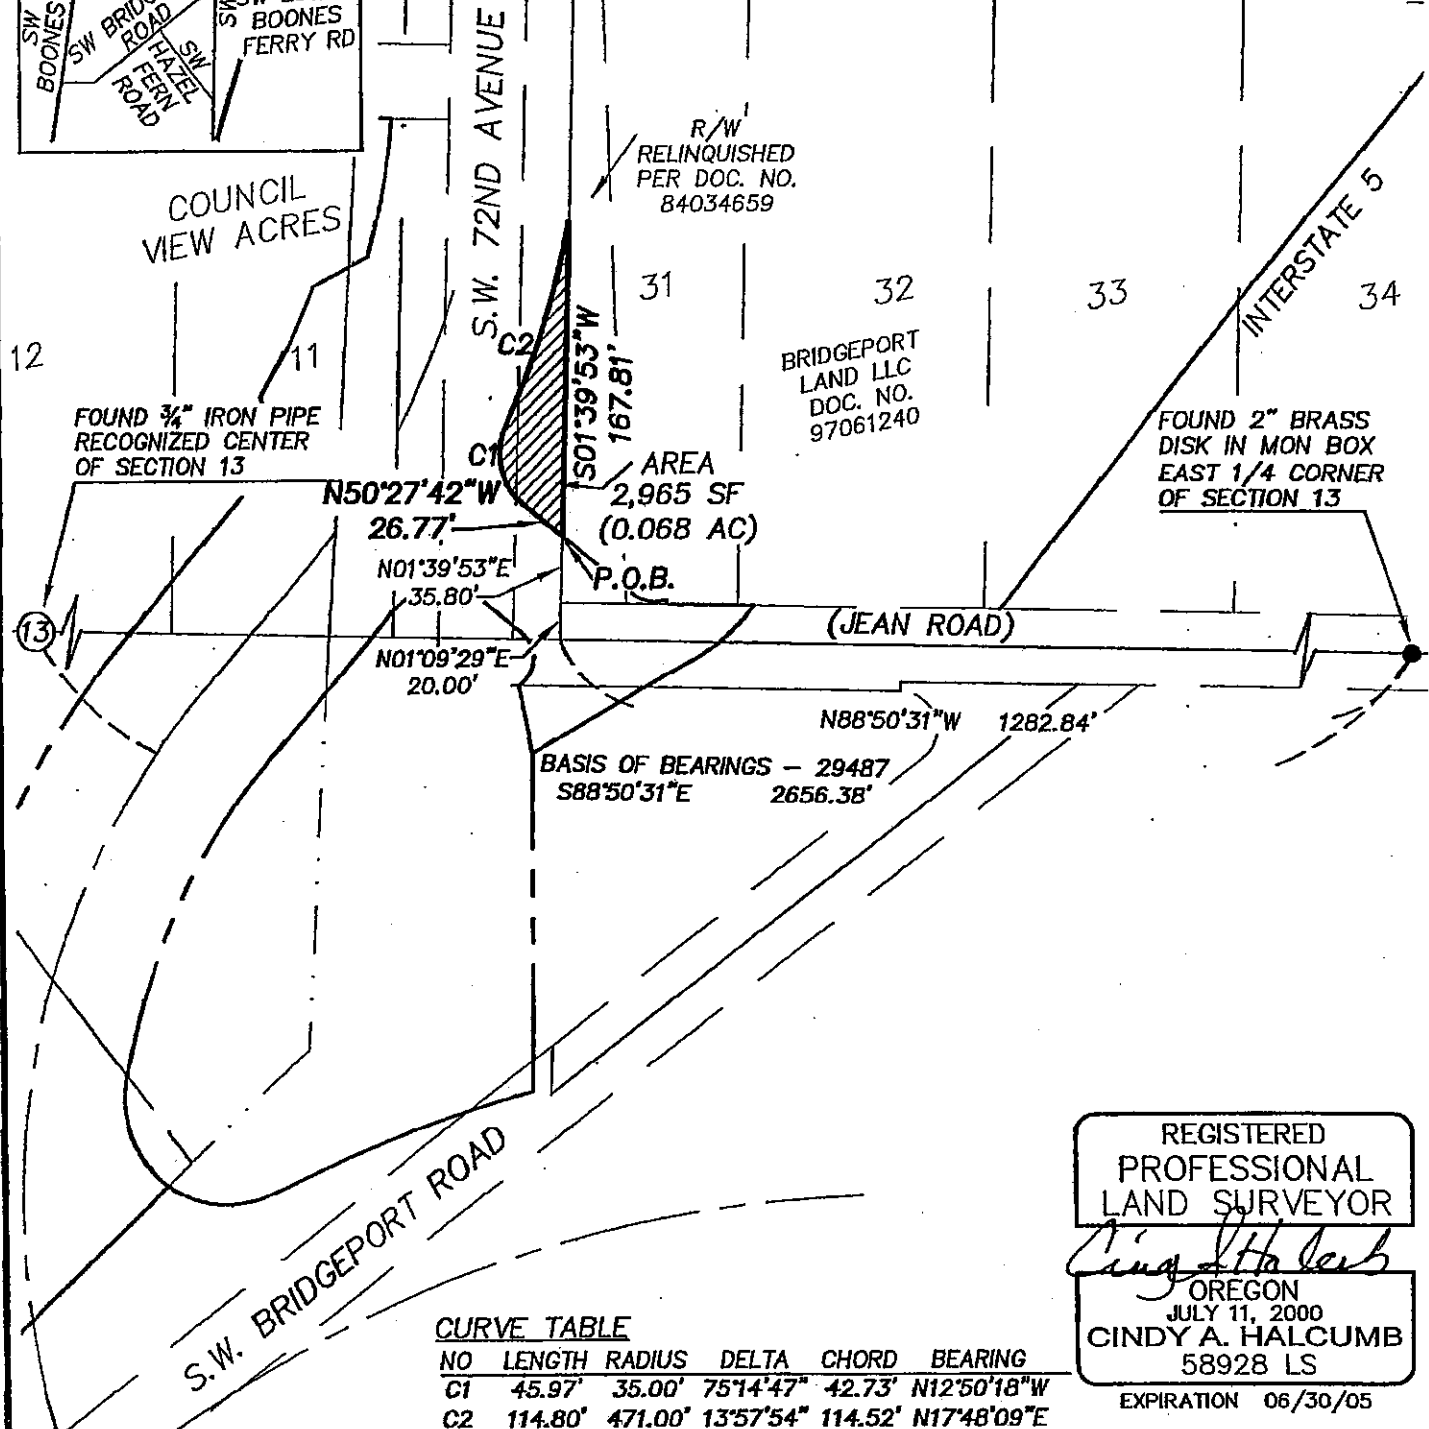 SW
BOONES
SW
ROAD
SW
HAZEL
FERN
ROAD
BOONES
FERRY RD
S.W. 72ND AVENUE
R/W
RELINQUISHED
PER DOC. NO.
84034659
COUNCIL
VIEW ACRES
INTERSTATE 5
12
11
31
32
33
34
C2
C1
S01°39'53"W
167.81'
BRIDGEPORT
LAND LLC
DOC. NO.
97061240
FOUND ¾" IRON PIPE
RECOGNIZED CENTER
OF SECTION 13
FOUND 2" BRASS
DISK IN MON BOX
EAST 1/4 CORNER
OF SECTION 13
N50°27'42"W
26.77'
AREA
2,965 SF
(0.068 AC)
N01°39'53"E
35.80'
P.O.B.
13
(JEAN ROAD)
N01°09'29"E
20.00'
N88°50'31"W 1282.84'
BASIS OF BEARINGS – 29487
S88°50'31"E 2656.38'
S.W. BRIDGEPORT ROAD
REGISTERED
PROFESSIONAL
LAND SURVEYOR
OREGON
JULY 11, 2000
CINDY A. HALCUMB
58928 LS
EXPIRATION 06/30/05
CURVE TABLE
NO LENGTH RADIUS DELTA CHORD BEARING
C1 45.97' 35.00' 75°14'47" 42.73' N12°50'18"W
C2 114.80' 471.00' 13°57'54" 114.52' N17°48'09"E